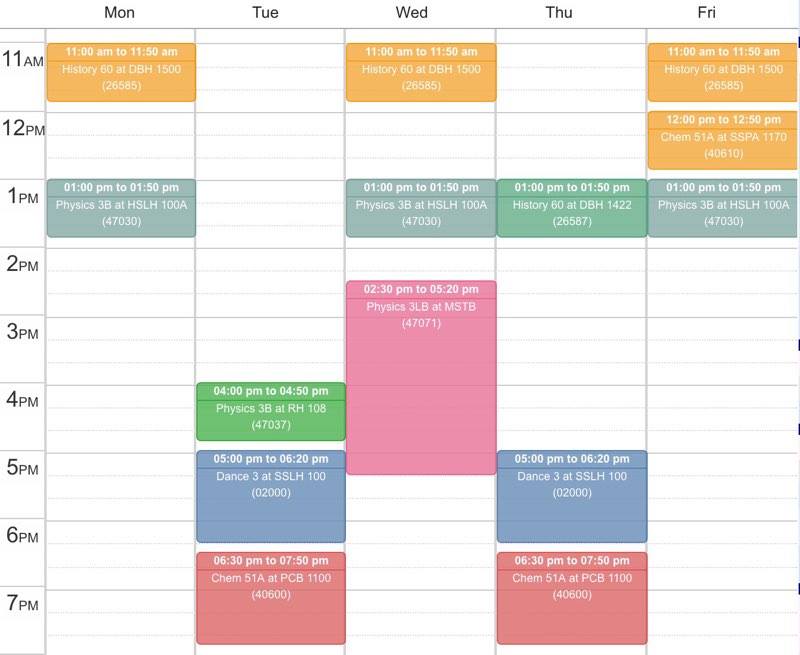 Mon Tue Wed Thu Fri
11AM
11:00 am to 11:50 am
History 60 at DBH 1500
(26585)
11:00 am to 11:50 am
History 60 at DBH 1500
(26585)
11:00 am to 11:50 am
History 60 at DBH 1500
(26585)
12PM
12:00 pm to 12:50 pm
Chem 51A at SSPA 1170
(40610)
1PM
01:00 pm to 01:50 pm
Physics 3B at HSLH 100A
(47030)
01:00 pm to 01:50 pm
Physics 3B at HSLH 100A
(47030)
01:00 pm to 01:50 pm
History 60 at DBH 1422
(26587)
01:00 pm to 01:50 pm
Physics 3B at HSLH 100A
(47030)
2PM
02:30 pm to 05:20 pm
Physics 3LB at MSTB
(47071)
3PM
4PM
04:00 pm to 04:50 pm
Physics 3B at RH 108
(47037)
5PM
05:00 pm to 06:20 pm
Dance 3 at SSLH 100
(02000)
05:00 pm to 06:20 pm
Dance 3 at SSLH 100
(02000)
6PM
06:30 pm to 07:50 pm
Chem 51A at PCB 1100
(40600)
06:30 pm to 07:50 pm
Chem 51A at PCB 1100
(40600)
7PM